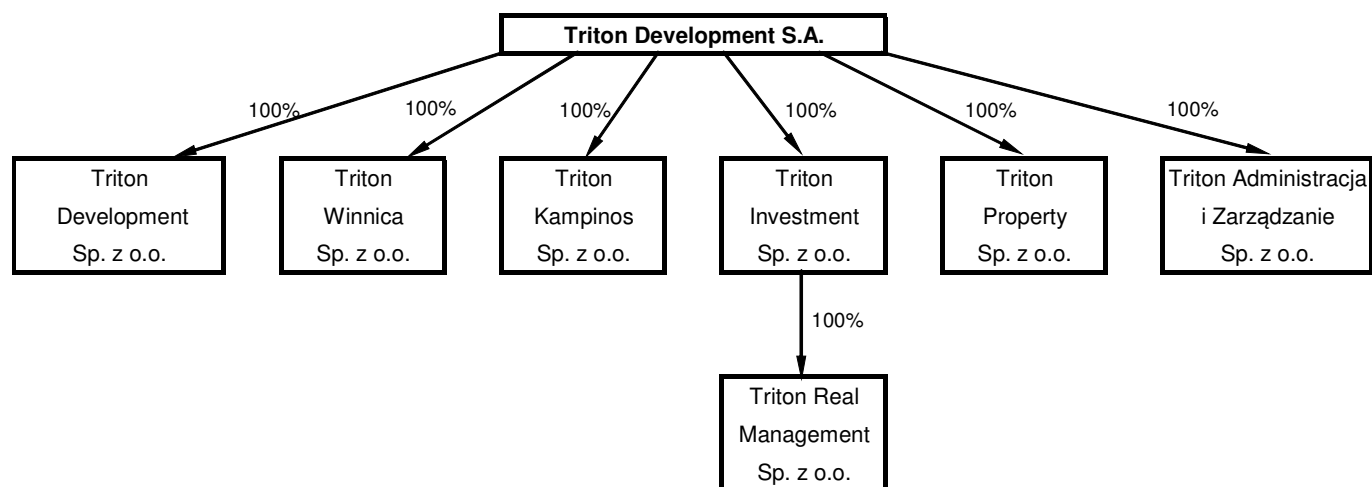 Triton Development S.A.
100%
100%
100%
100%
100%
100%
Triton
Development
Sp. z o.o.
Triton
Winnica
Sp. z o.o.
Triton
Kampinos
Sp. z o.o.
Triton
Investment
Sp. z o.o.
Triton
Property
Sp. z o.o.
Triton Administracja
i Zarządzanie
Sp. z o.o.
100%
Triton Real
Management
Sp. z o.o.